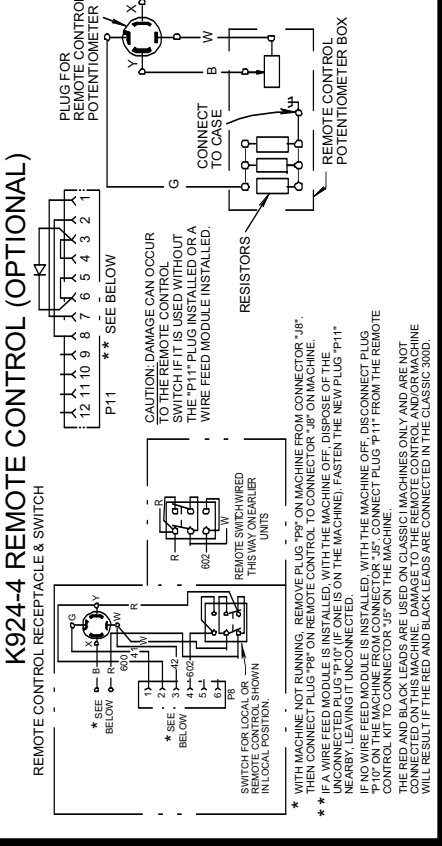 K924-4 REMOTE CONTROL (OPTIONAL)
REMOTE CONTROL RECEPTACLE & SWITCH
G
X
Y
W
B
R
R
* SEE
BELOW
600
41
W
42
602
1
2
3
4
5
6
P8
* SEE
BELOW
SWITCH FOR LOCAL OR
REMOTE CONTROL SHOWN
IN LOCAL POSITION.
R
R
W
602
REMOTE SWITCH WIRED
THIS WAY ON EARLIER
UNITS
12 11 10 9 8 7 6 5 4 3 2 1
P11
** SEE BELOW
CAUTION: DAMAGE CAN OCCUR
TO THE REMOTE CONTROL
SWITCH IF IT IS USED WITHOUT
THE "P11" PLUG INSTALLED OR A
WIRE FEED MODULE INSTALLED.
PLUG FOR
REMOTE CONTROL
POTENTIOMETER
X
Y
W
B
G
CONNECT
TO CASE
RESISTORS
REMOTE CONTROL
POTENTIOMETER BOX
* WITH MACHINE NOT RUNNING, REMOVE PLUG "P9" ON MACHINE FROM CONNECTOR "J8".
THEN CONNECT PLUG "P8" ON REMOTE CONTROL TO CONNECTOR "J8" ON MACHINE.
** IF A WIRE FEED MODULE IS INSTALLED, WITH THE MACHINE OFF, DISPOSE OF THE
UNCONNECTED PLUG "P10" (IF ONE IS ON THE MACHINE). FASTEN THE NEW PLUG "P11"
NEARBY, LEAVING IT UNCONNECTED.
IF NO WIRE FEED MODULE IS INSTALLED, WITH THE MACHINE OFF, DISCONNECT PLUG
"P10" ON THE MACHINE FROM CONNECTOR "J5". CONNECT PLUG "P11" FROM THE REMOTE
CONTROL KIT TO CONNECTOR "J5" ON THE MACHINE.
THE RED AND BLACK LEADS ARE USED ON CLASSIC I MACHINES ONLY AND ARE NOT
CONNECTED ON THIS MACHINE. DAMAGE TO THE REMOTE CONTROL AND/OR MACHINE
WILL RESULT IF THE RED AND BLACK LEADS ARE CONNECTED IN THE CLASSIC 300D.